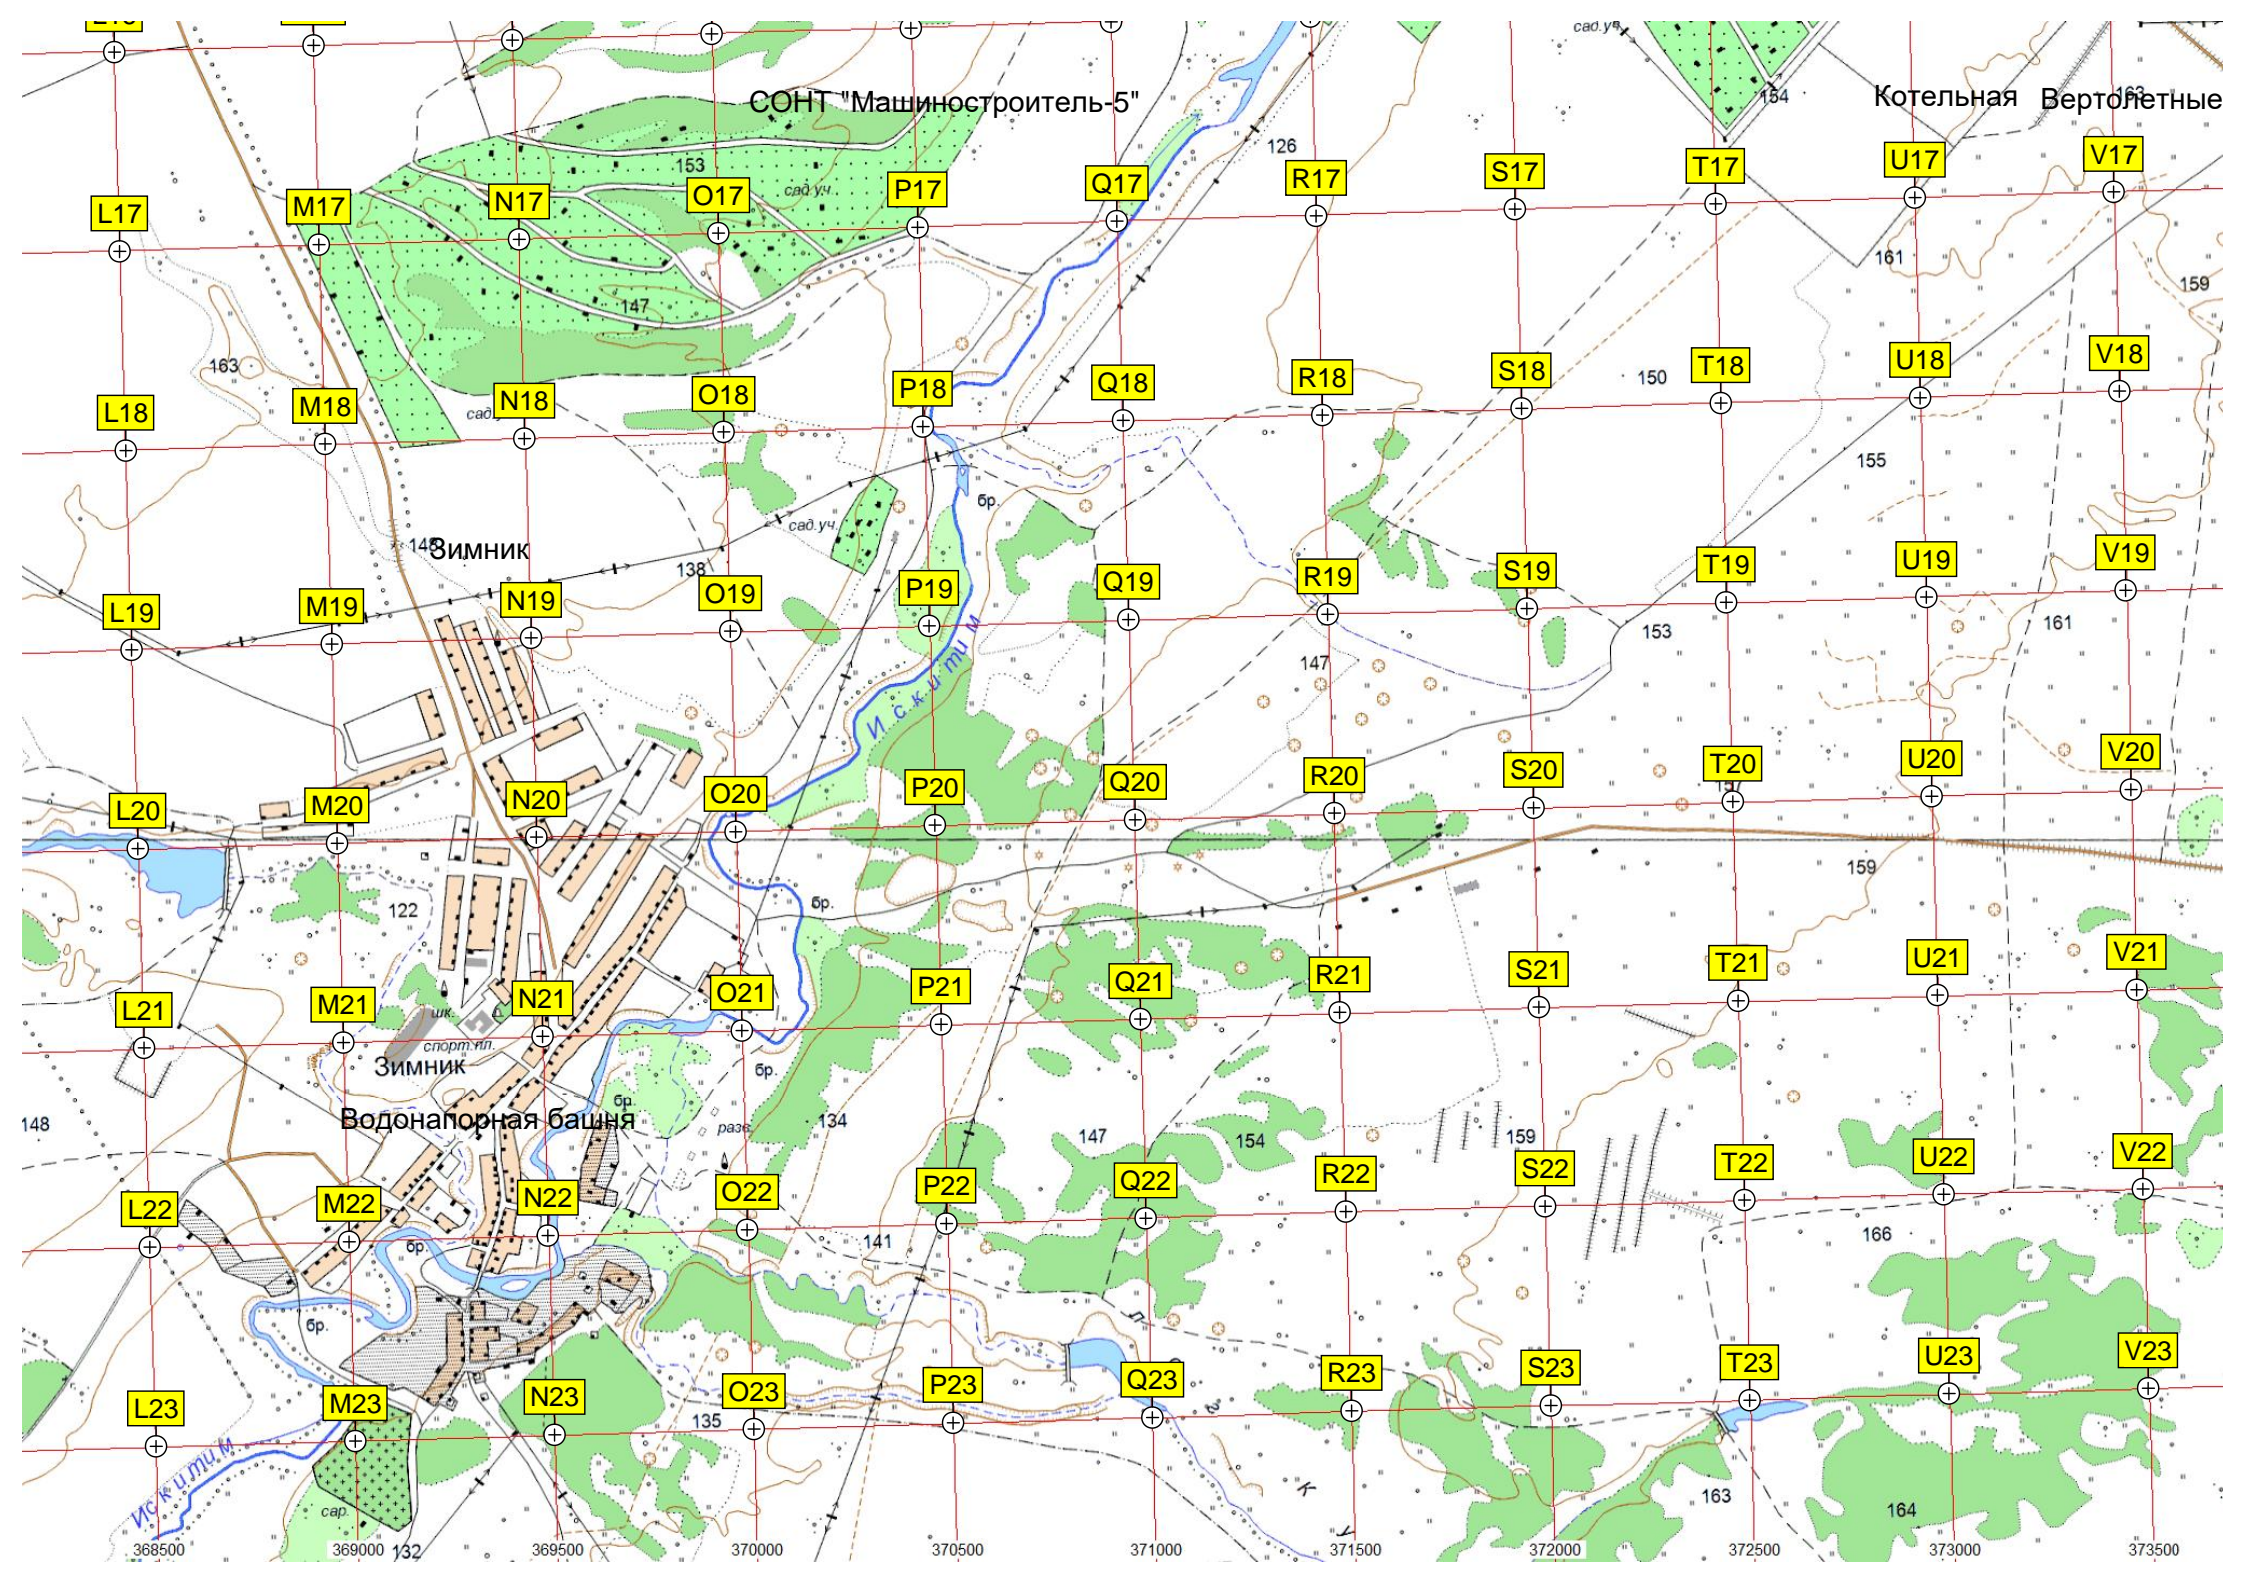 сад.уч.
СОНТ "Машиностроитель-5"
154
Котельная
163
Вертолетные
126
153
сад.уч.
L17
M17
N17
O17
P17
Q17
R17
S17
T17
U17
V17
161
159
147
163
150
L18
M18
сад.
N18
O18
P18
Q18
R18
S18
T18
U18
V18
155
бр.
сад.уч.
Зимник
138
L19
M19
N19
O19
P19
Q19
R19
S19
T19
U19
V19
153
161
147
Искитим
L20
M20
N20
O20
P20
Q20
R20
S20
T20
U20
V20
159
122
бр.
L21
M21
шк.
N21
O21
P21
Q21
R21
S21
T21
U21
V21
спорт.пл.
Зимник
бр.
бр.
Водонапорная башня
148
разв.
134
147
154
159
L22
M22
N22
O22
P22
Q22
R22
S22
T22
U22
V22
бр.
141
166
бр.
L23
M23
N23
O23
P23
Q23
R23
S23
T23
U23
V23
135
Искитим
сар.
132
163
164
368500
369000
369500
370000
370500
371000
371500
372000
372500
373000
373500